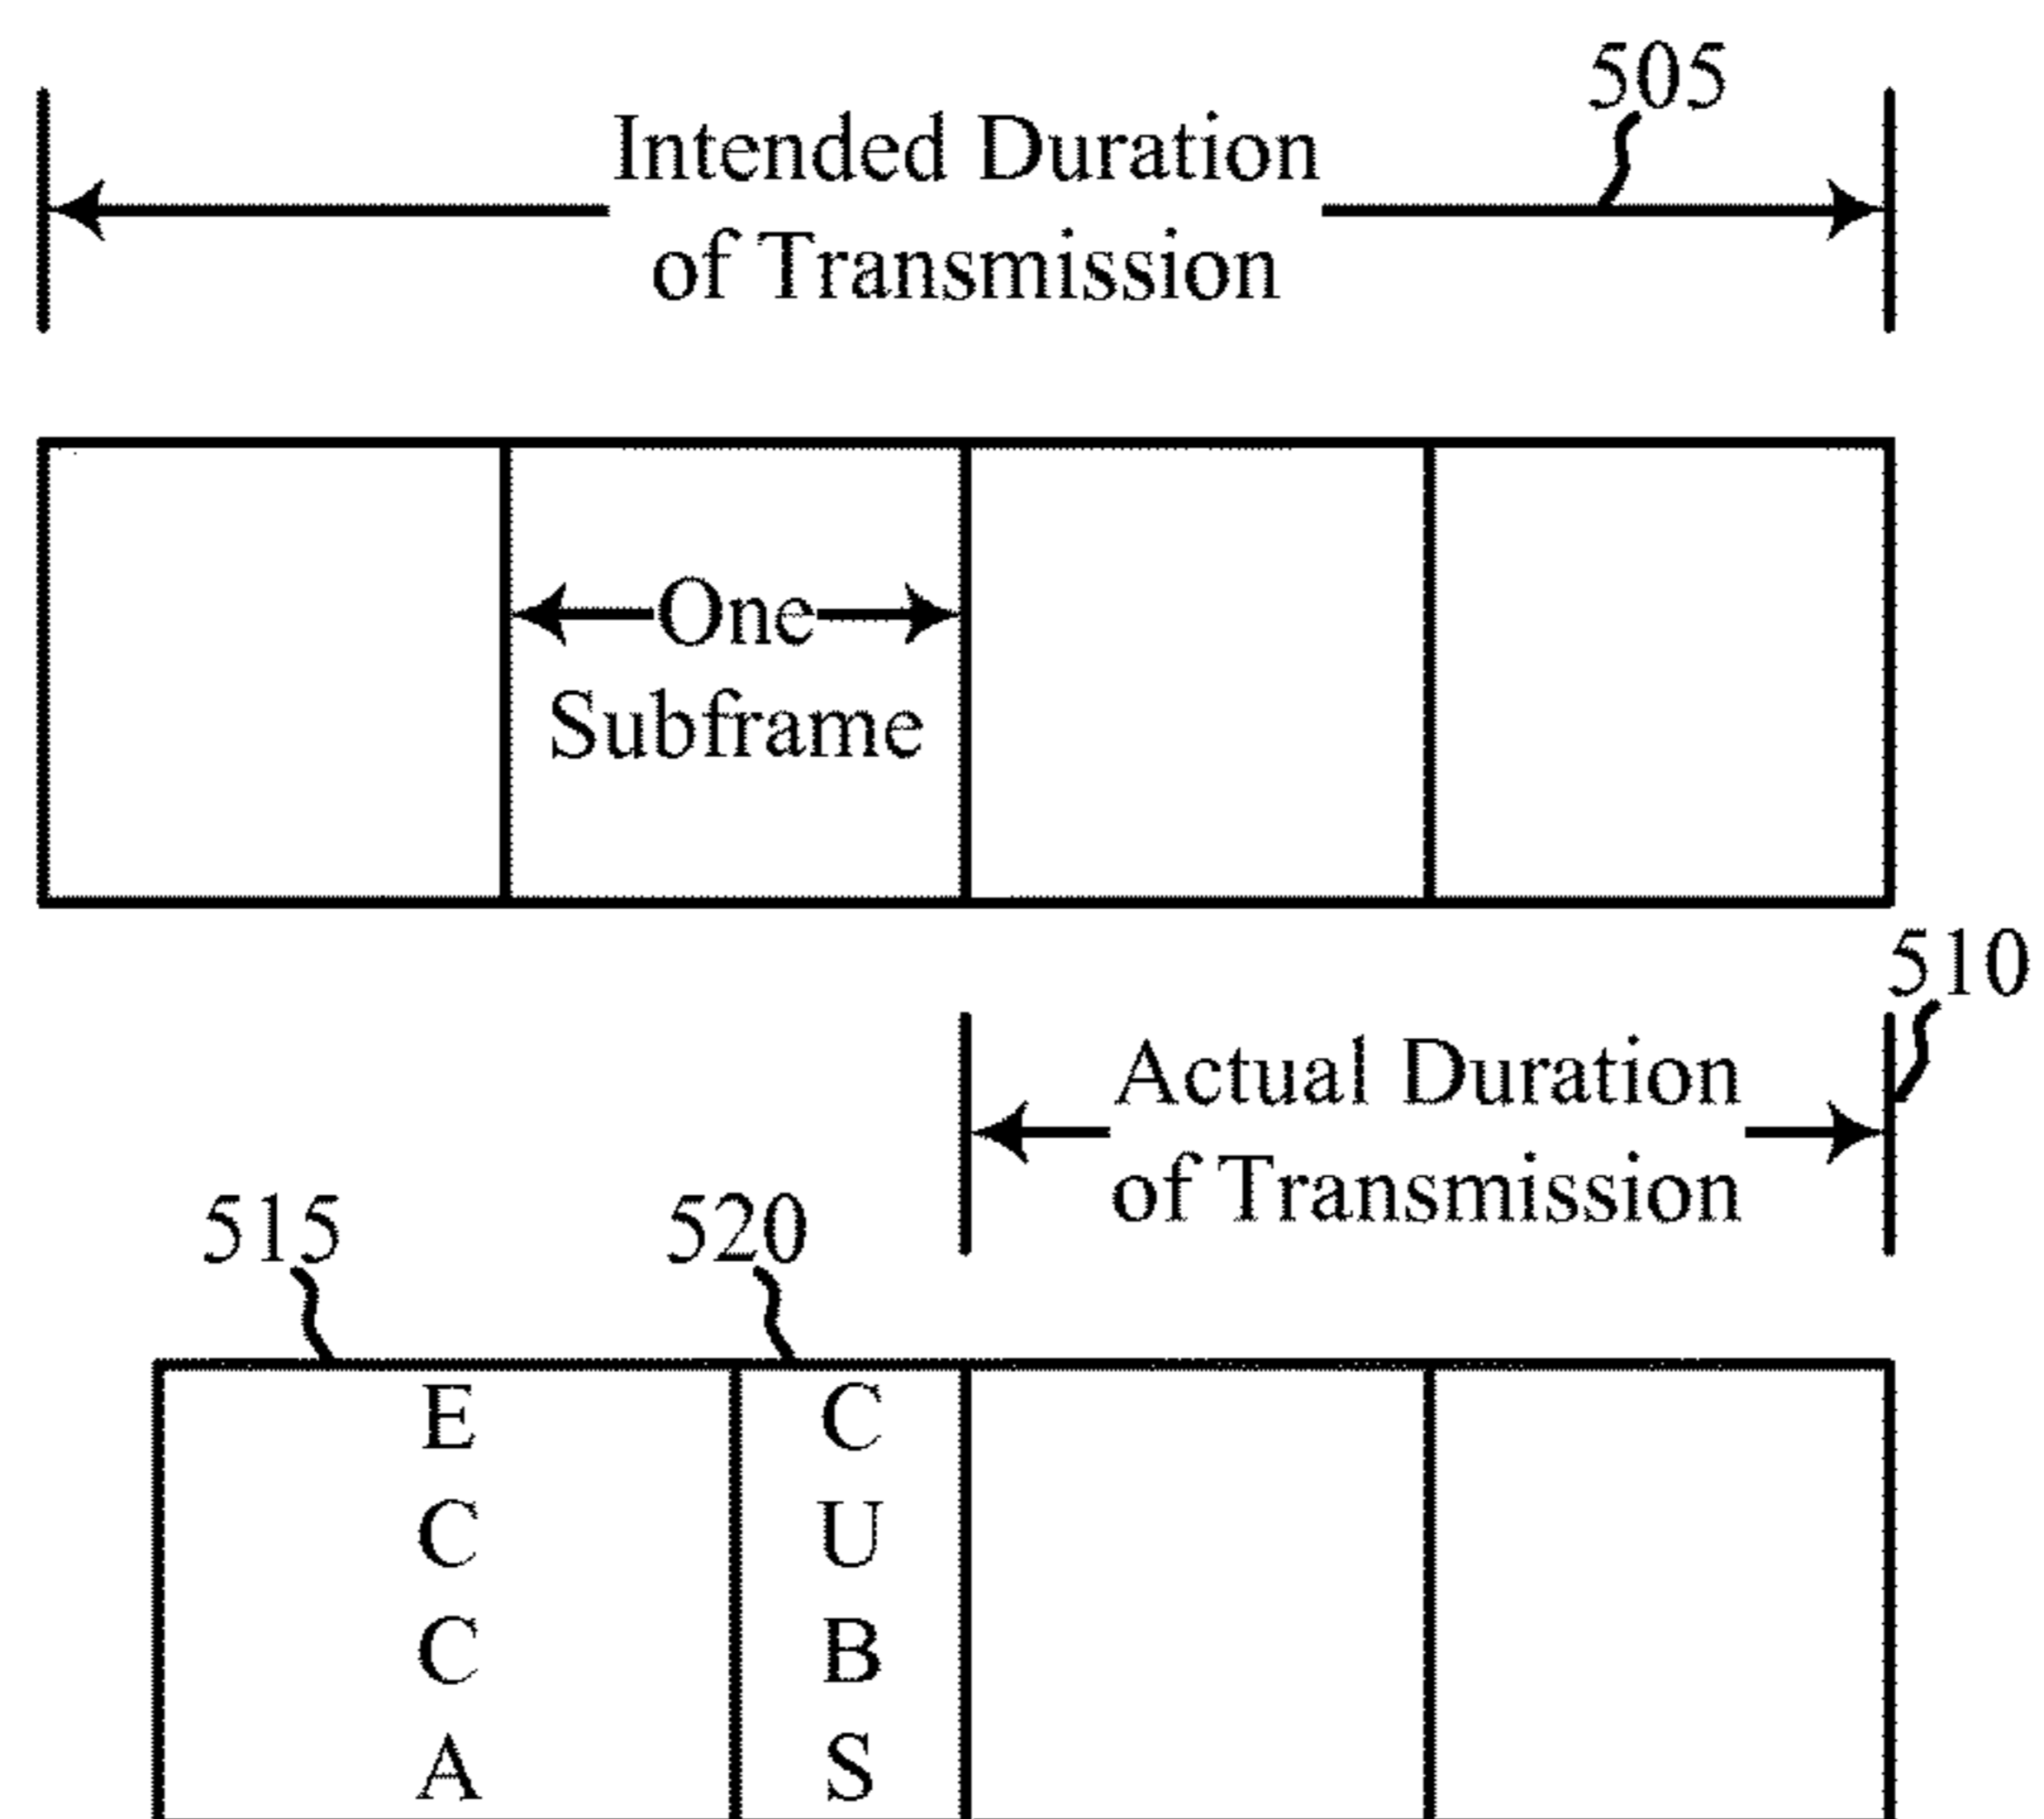 505
Intended Duration
of Transmission
One
Subframe
510
Actual Duration
of Transmission
515
520
E
C
C
A
C
U
B
S